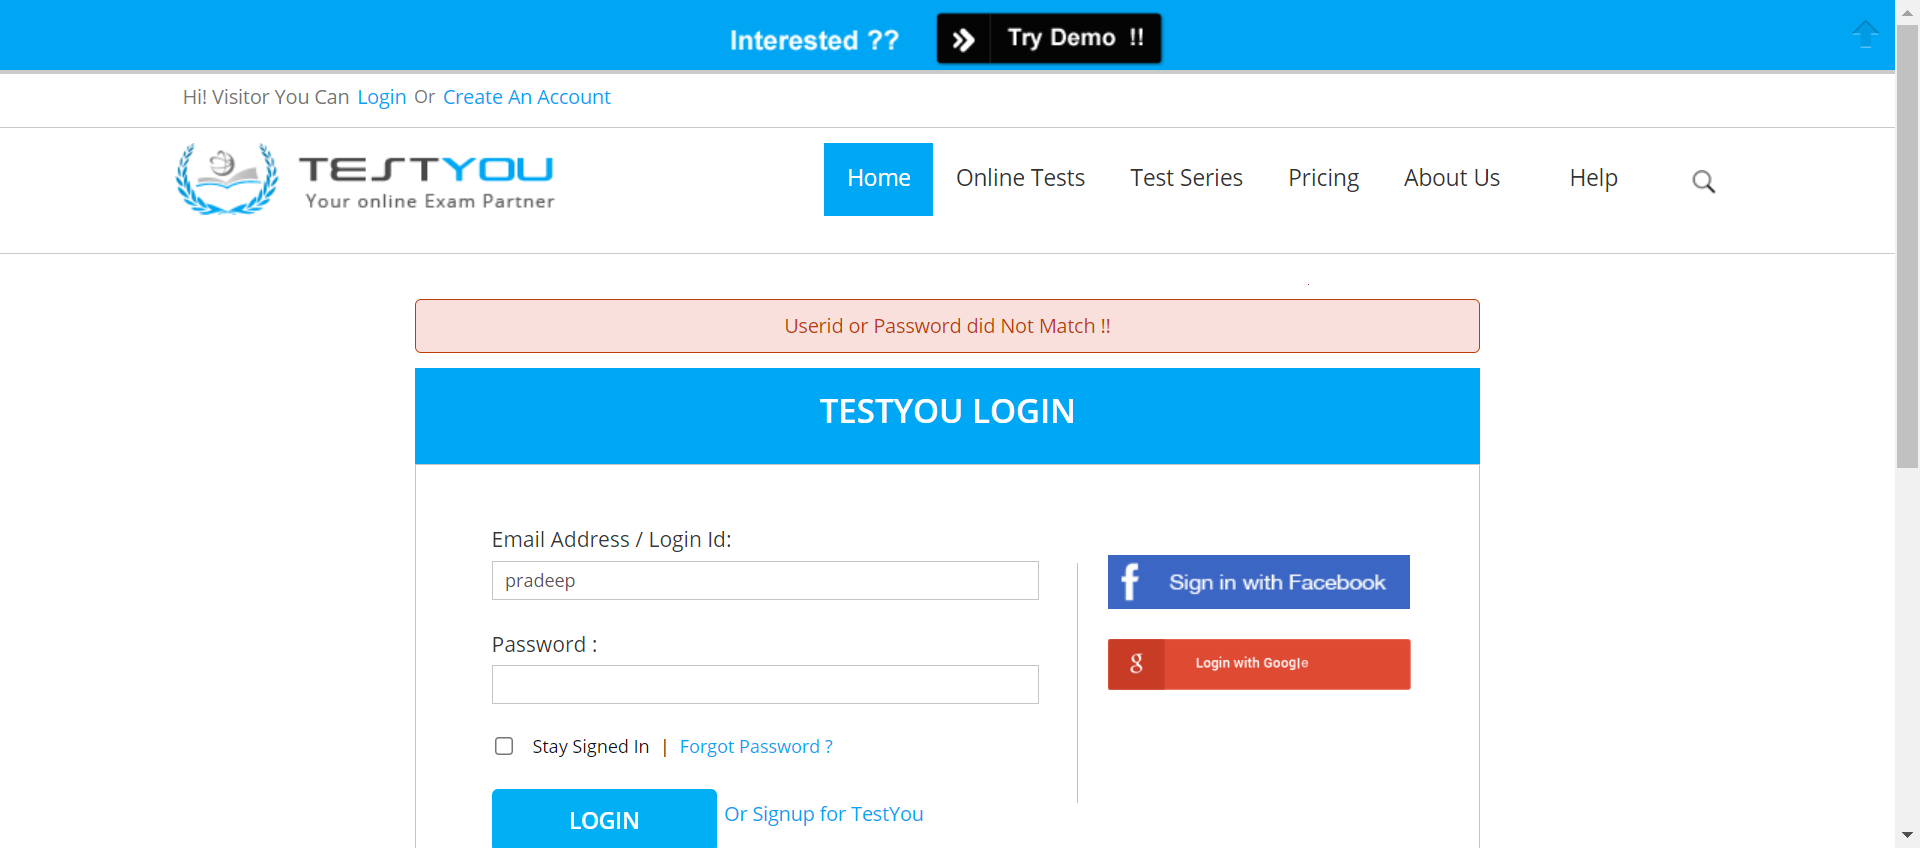 Interested ?? Try Demo !!
Hi! Visitor You Can Login Or Create An Account
TESTYOU
Your online Exam Partner
Home Online Tests Test Series Pricing About Us Help
Userid or Password did Not Match !!
TESTYOU LOGIN
Email Address / Login Id:
pradeep
Password :
Stay Signed In | Forgot Password ?
LOGIN Or Signup for TestYou
f Sign in with Facebook
g Login with Google